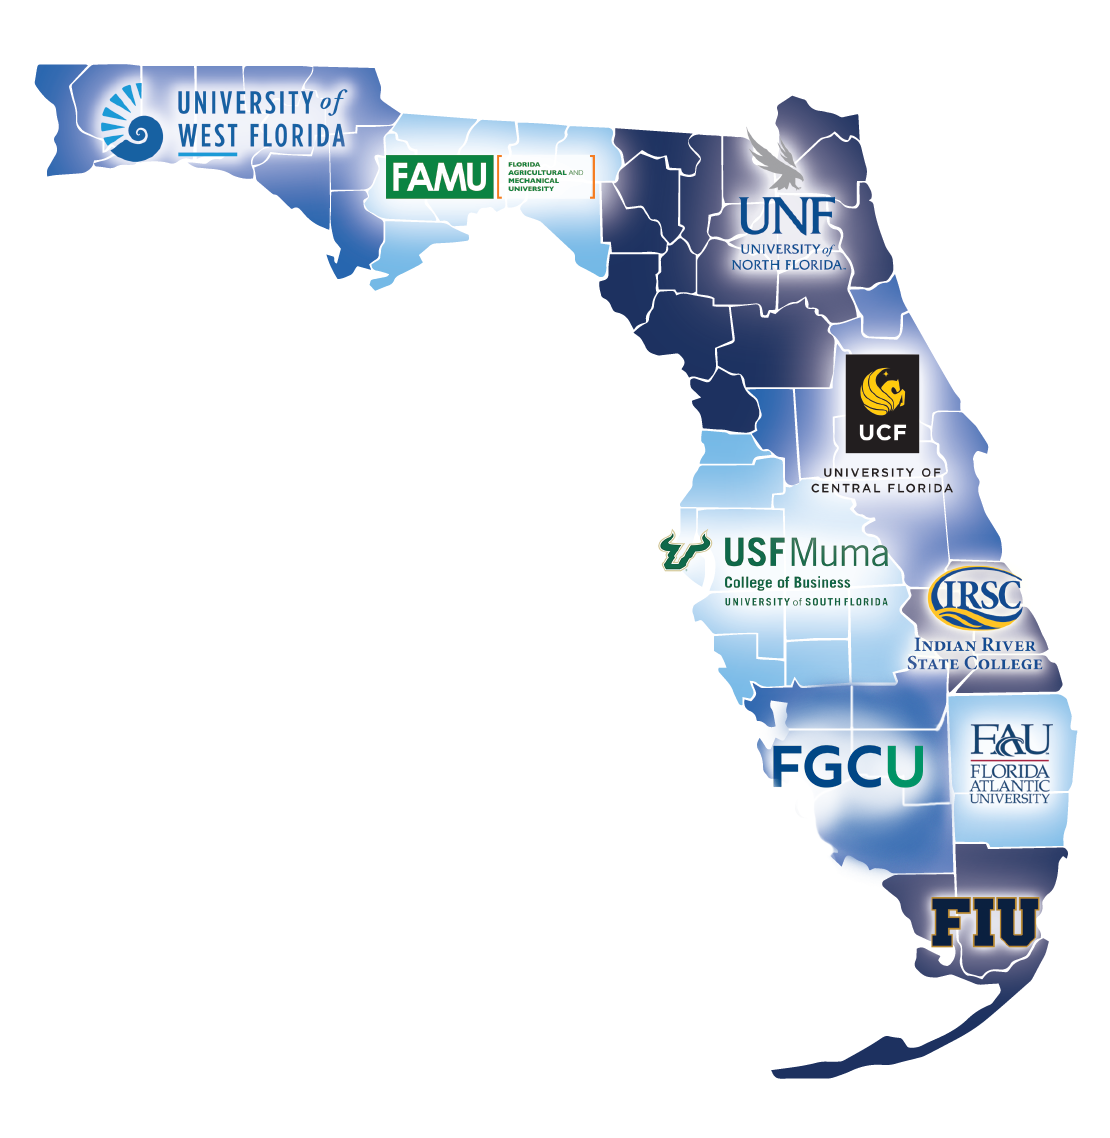 UNIVERSITY of
WEST FLORIDA
FAMU
FLORIDA
AGRICULTURAL AND
MECHANICAL
UNIVERSITY
UNF
UNIVERSITY of
NORTH FLORIDA.
UCF
UNIVERSITY OF
CENTRAL FLORIDA
USF Muma
College of Business
UNIVERSITY of SOUTH FLORIDA
IRSC
INDIAN RIVER
STATE COLLEGE
FGCU
FAU
FLORIDA
ATLANTIC
UNIVERSITY
FIU